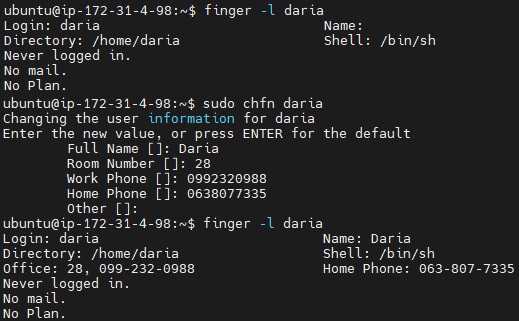 ubuntu@ip-172-31-4-98:~$ finger -l daria
Login: daria                            Name:
Directory: /home/daria                  Shell: /bin/sh
Never logged in.
No mail.
No Plan.
ubuntu@ip-172-31-4-98:~$ sudo chfn daria
Changing the user information for daria
Enter the new value, or press ENTER for the default
        Full Name []: Daria
        Room Number []: 28
        Work Phone []: 0992320988
        Home Phone []: 0638077335
        Other []:
ubuntu@ip-172-31-4-98:~$ finger -l daria
Login: daria                            Name: Daria
Directory: /home/daria                  Shell: /bin/sh
Office: 28, 099-232-0988                Home Phone: 063-807-7335
Never logged in.
No mail.
No Plan.